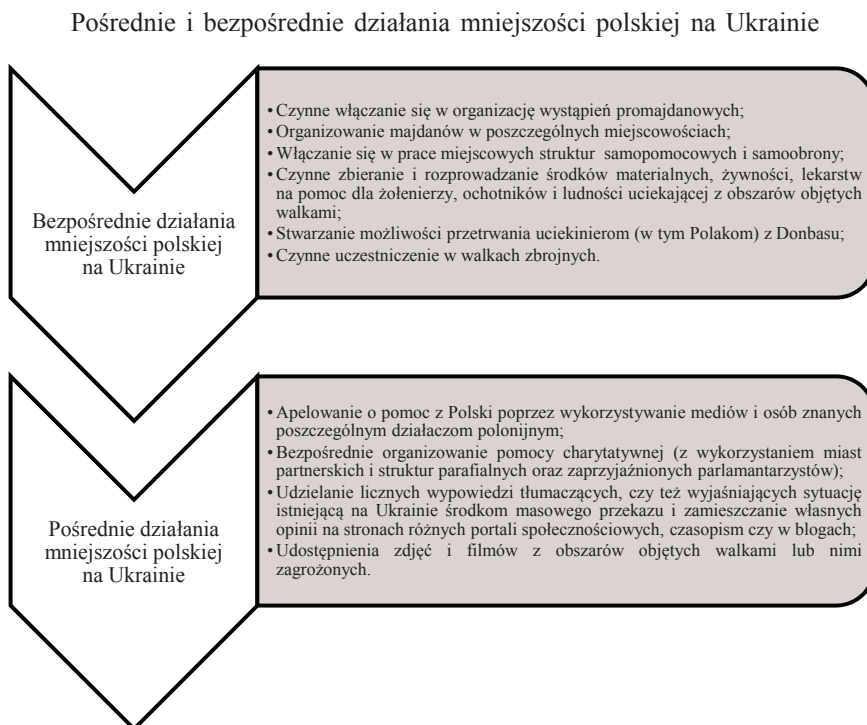 Pośrednie i bezpośrednie działania mniejszości polskiej na Ukrainie
Bezpośrednie działania
mniejszości polskiej
na Ukrainie
• Czynne włączanie się w organizację wystąpień promajdanowych;
• Organizowanie majdanów w poszczególnych miejscowościach;
• Włączanie się w prace miejscowych struktur samopomocowych i samoobrony;
• Czynne zbieranie i rozprowadzanie środków materialnych, żywności, lekarstw
na pomoc dla żołenierzy, ochotników i ludności uciekającej z obszarów objętych
walkami;
• Stwarzanie możliwości przetrwania uciekinierom (w tym Polakom) z Donbasu;
• Czynne uczestniczenie w walkach zbrojnych.
Pośrednie działania
mniejszości polskiej
na Ukrainie
• Apelowanie o pomoc z Polski poprzez wykorzystywanie mediów i osób znanych
poszczególnym działaczom polonijnym;
• Bezpośrednie organizowanie pomocy charytatywnej (z wykorzystaniem miast
partnerskich i struktur parafialnych oraz zaprzyjaźnionych parlamantarzystów);
• Udzielanie licznych wypowiedzi tłumaczących, czy też wyjaśniających sytuację
istniejącą na Ukrainie środkom masowego przekazu i zamieszczanie własnych
opinii na stronach różnych portali społecznościowych, czasopism czy w blogach;
• Udostępnienia zdjęć i filmów z obszarów objętych walkami lub nimi
zagrożonych.